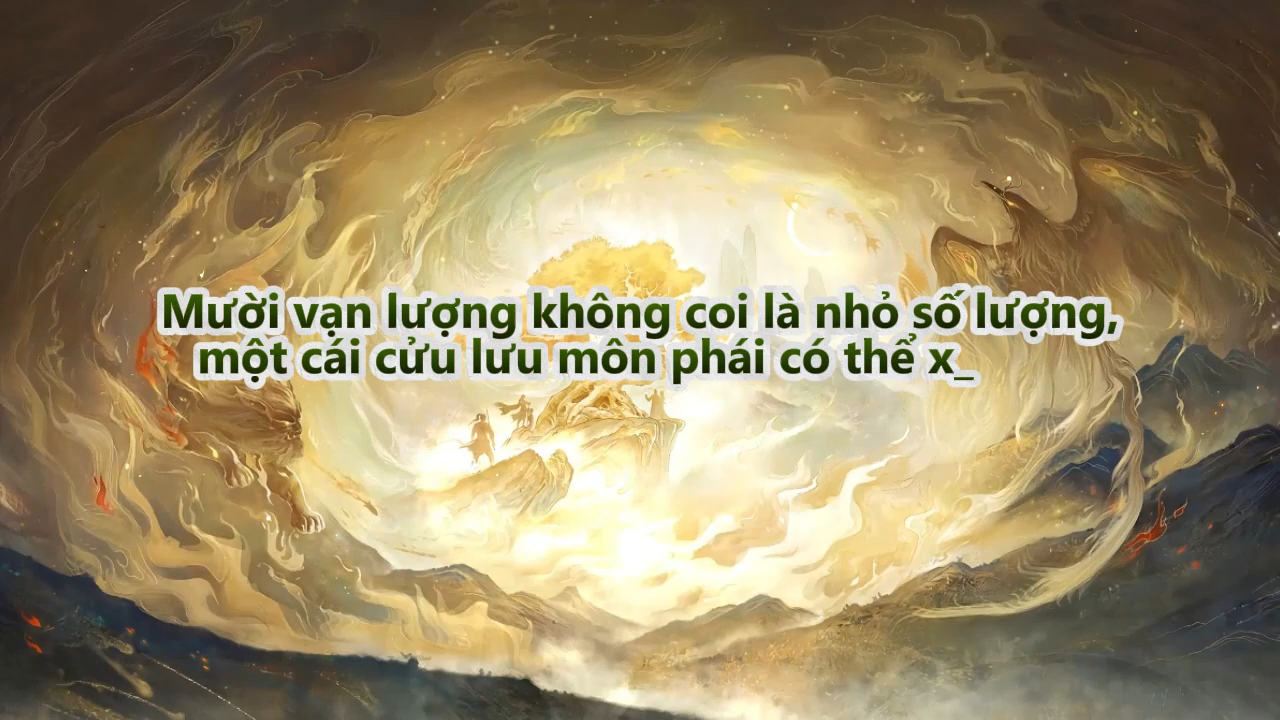 Mười vạn lượng không coi là nhỏ số lượng,
một cái cửu lưu môn phái có thể x_